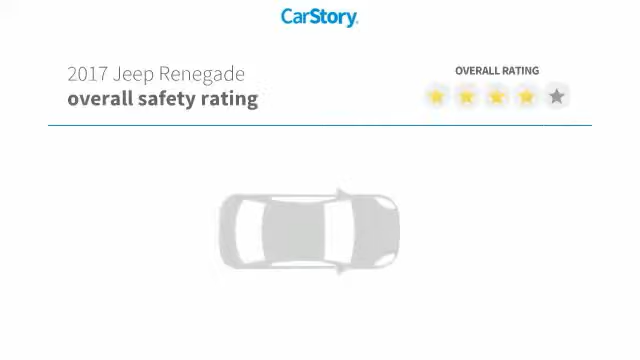 CarStory
2017 Jeep Renegade
overall safety rating
OVERALL RATING